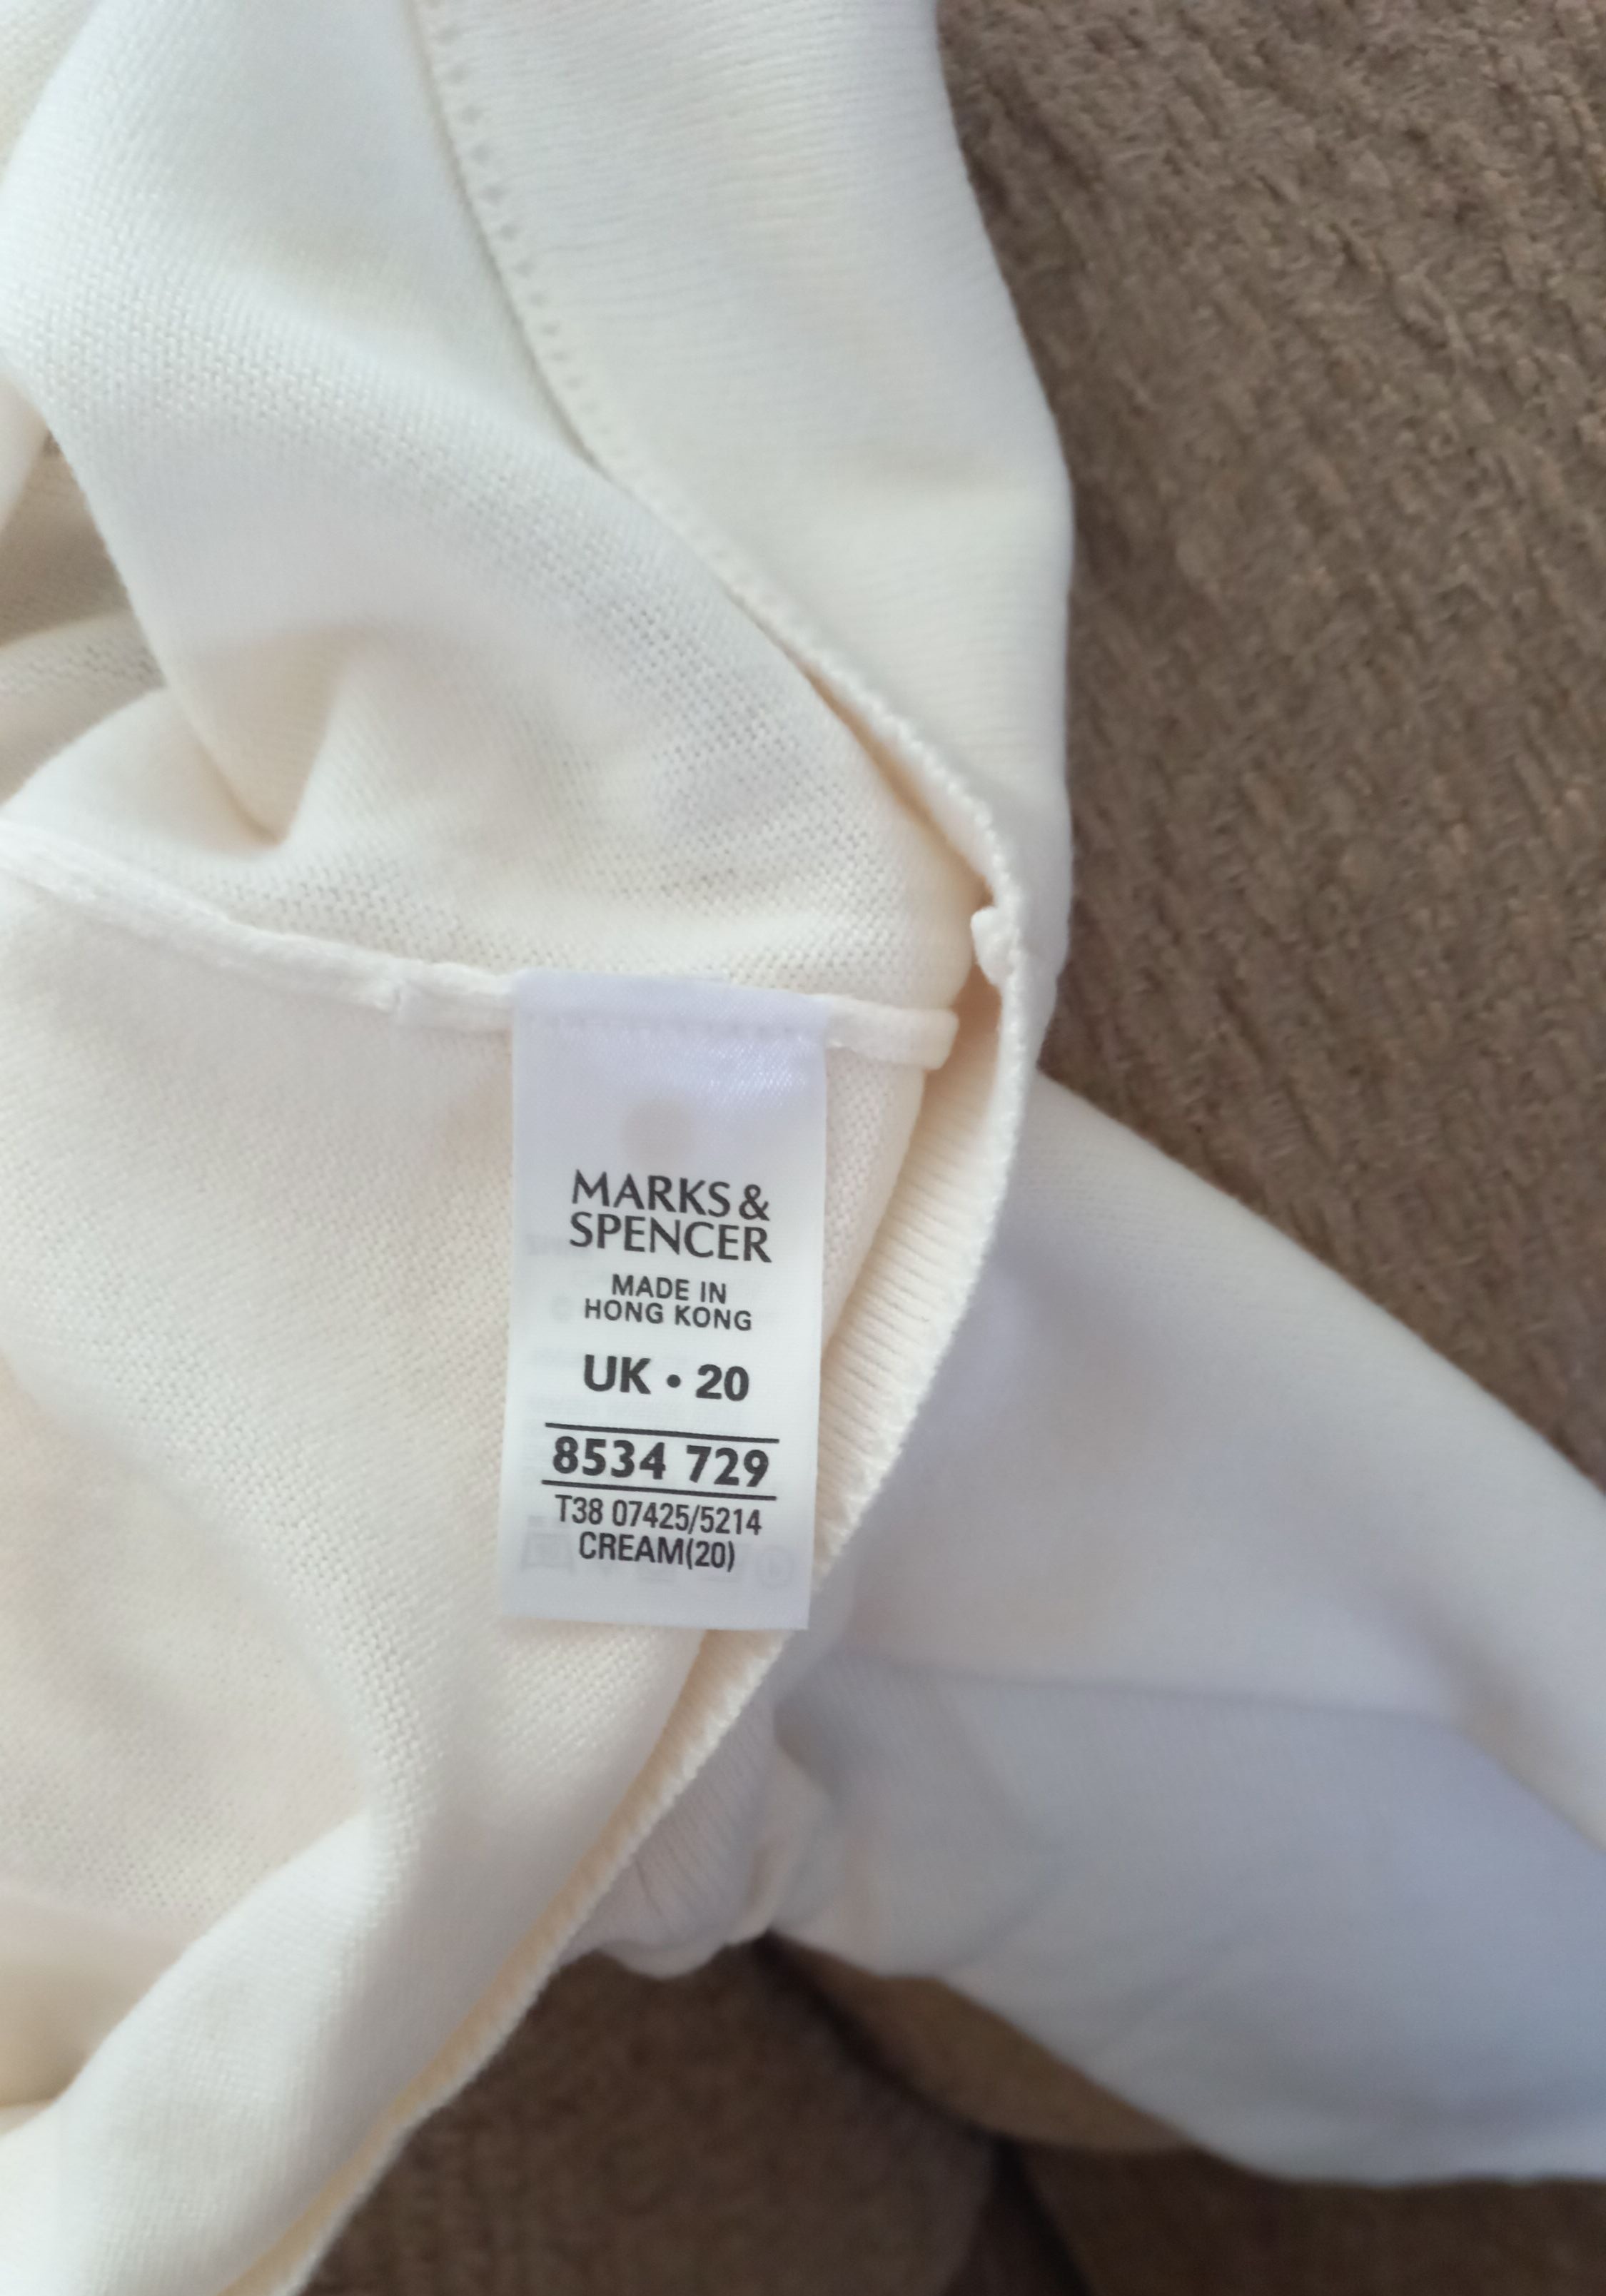 MARKS &
SPENCER
MADE IN
HONG KONG
UK • 20
8534 729
T38 07425/5214
CREAM(20)